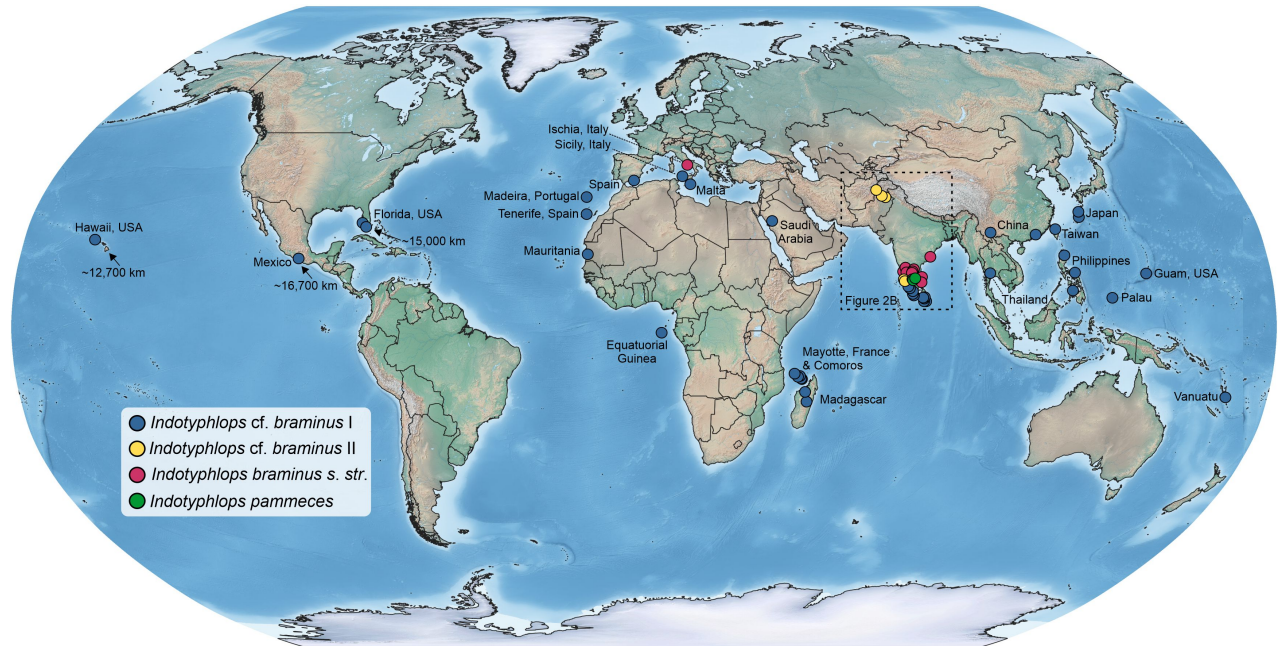 Ischia, Italy
Sicily, Italy
Spain
Malta
Madeira, Portugal
Tenerife, Spain
Mauritania
Hawaii, USA
~12,700 km
Florida, USA
~15,000 km
Mexico
~16,700 km
Saudi
Arabia
China
Japan
Taiwan
Philippines
Guam, USA
Thailand
Palau
Figure 2B
Equatuorial
Guinea
Mayotte, France
& Comoros
Madagascar
Vanuatu
Indotyphlops cf. braminus I
Indotyphlops cf. braminus II
Indotyphlops braminus s. str.
Indotyphlops pammeces